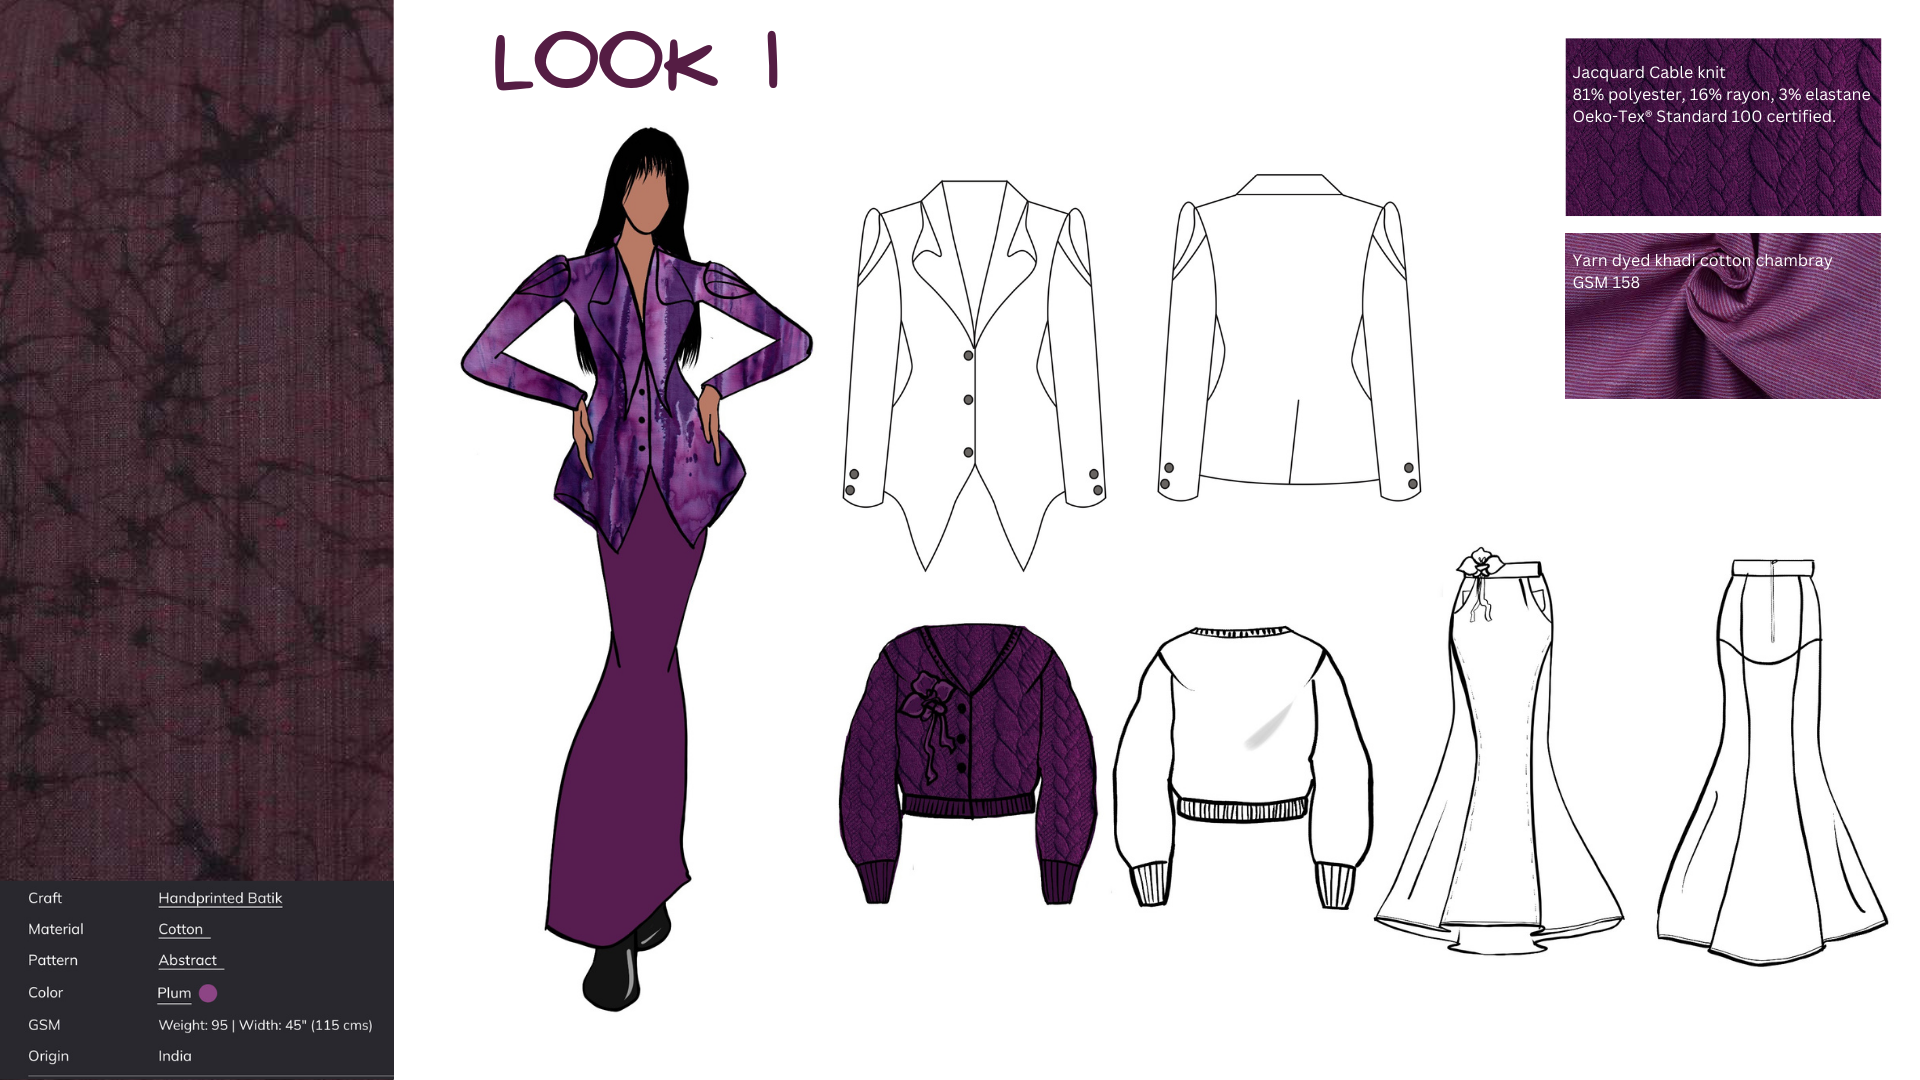 LOOK 1
Jacquard Cable knit
81% polyester, 16% rayon, 3% elastane
Oeko-Tex® Standard 100 certified.
Yarn dyed khadi cotton chambray
GSM 158
Craft Handprinted Batik
Material Cotton
Pattern Abstract
Color Plum
GSM Weight: 95 | Width: 45" (115 cms)
Origin India